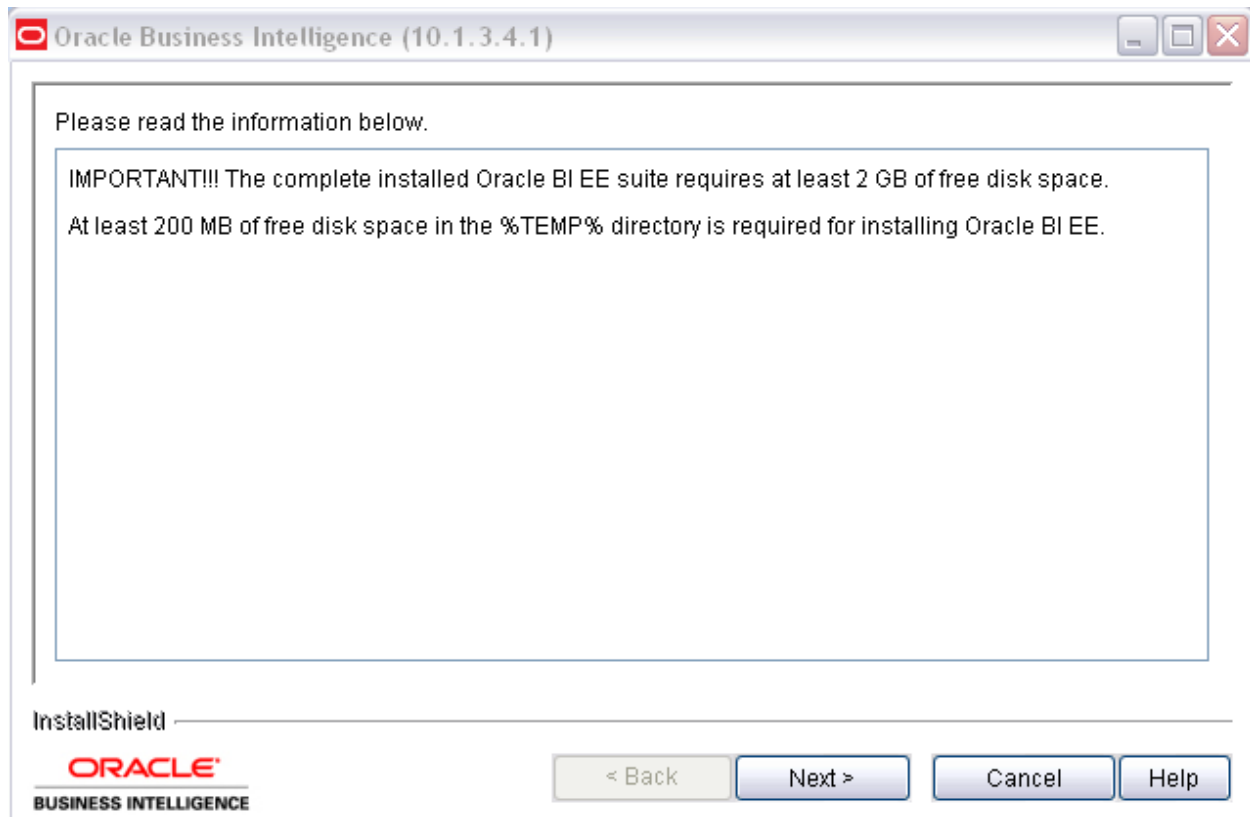 Oracle Business Intelligence (10.1.3.4.1)
Please read the information below.
IMPORTANT!!! The complete installed Oracle BI EE suite requires at least 2 GB of free disk space.
At least 200 MB of free disk space in the %TEMP% directory is required for installing Oracle BI EE.
InstallShield
ORACLE
BUSINESS INTELLIGENCE
< Back
Next >
Cancel
Help